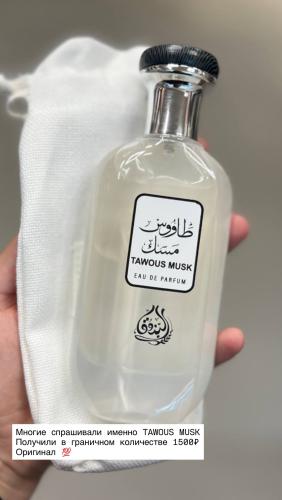 طاووس
مسك
TAWOUS MUSK
EAU DE PARFUM
Многие спрашивали именно TAWOUS MUSK
Получили в граничном количестве 1500₽
Оригинал 💯